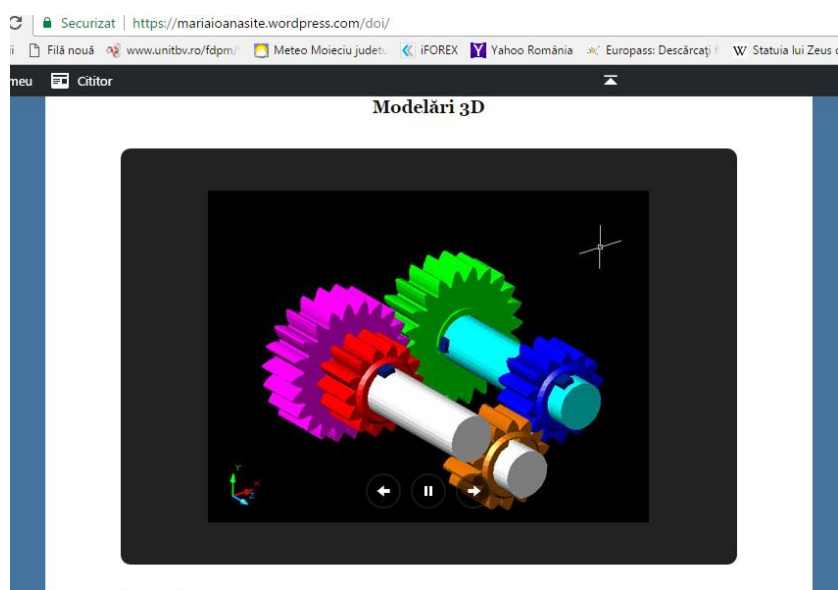 Securizat | https://mariaioanasite.wordpress.com/doi/
Filă nouă www.unitbv.ro/fdpm/ Meteo Moieciu judet iFOREX Yahoo România Europass: Descărcați f W Statuia lui Zeus
meu Cititor
Modelări 3D
Y
X
Z